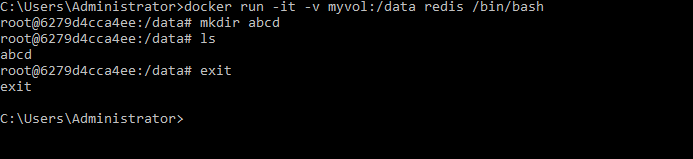 C:\Users\Administrator>docker run -it -v myvol:/data redis /bin/bash
root@6279d4cca4ee:/data# mkdir abcd
root@6279d4cca4ee:/data# ls
abcd
root@6279d4cca4ee:/data# exit
exit
C:\Users\Administrator>